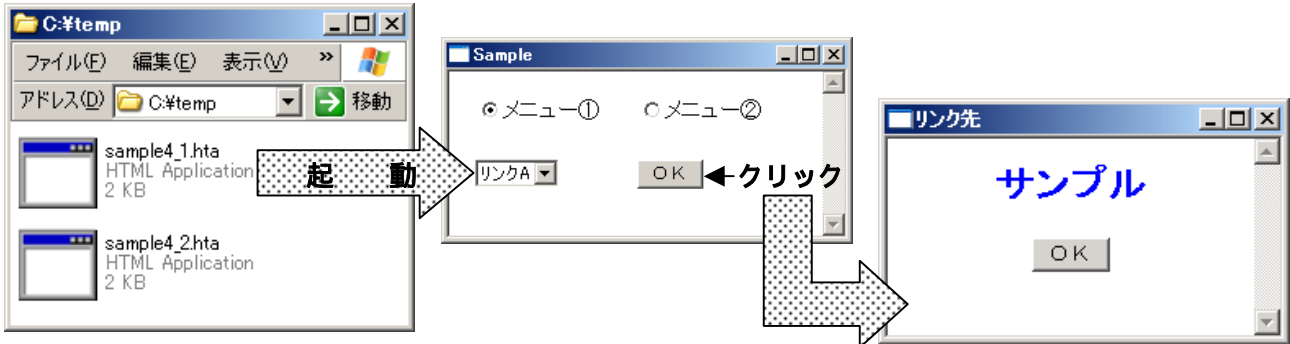 C:¥temp
ファイル(F) 編集(E) 表示(V) »
アドレス(D) C:¥temp 移動
sample4_1.hta
HTML Application
2 KB
sample4_2.hta
HTML Application
2 KB
起 動
Sample
メニュー① メニュー②
リンクA OK
クリック
リンク先
サンプル
OK